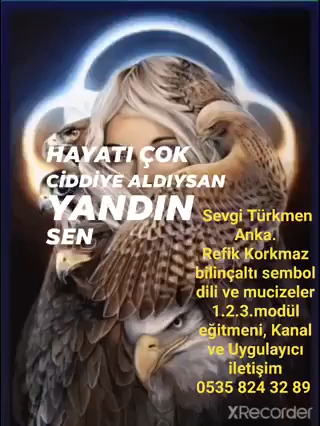 HAYATI ÇOK
CİDDİYE ALDIYSAN
YANDIN
SEN
Sevgi Türkmen
Anka.
Refik Korkmaz
bilinçaltı sembol
dili ve mucizeler
1.2.3.modül
eğitmeni, Kanal
ve Uygulayıcı
iletişim
0535 824 32 89
XRecorder